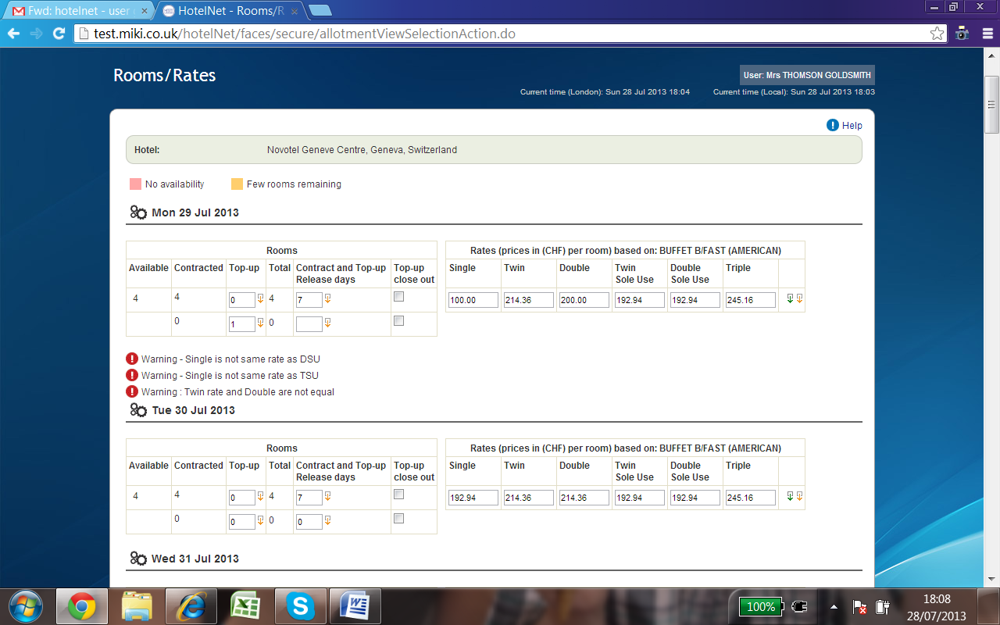 Fwd: hotelnet - user
HotelNet - Rooms/R
test.miki.co.uk/hotelNet/faces/secure/allotmentViewSelectionAction.do
Rooms/Rates
User: Mrs THOMSON GOLDSMITH
Current time (London): Sun 28 Jul 2013 18:04 Current time (Local): Sun 28 Jul 2013 18:03
Help
Hotel: Novotel Geneve Centre, Geneva, Switzerland
No availability Few rooms remaining
Mon 29 Jul 2013
Rooms
Available Contracted Top-up Total Contract and Top-up Release days Top-up close out
4 4 0 4 7
0 1 0
Rates (prices in (CHF) per room) based on: BUFFET B/FAST (AMERICAN)
Single Twin Double Twin Sole Use Double Sole Use Triple
100.00 214.36 200.00 192.94 192.94 245.16
Warning - Single is not same rate as DSU
Warning - Single is not same rate as TSU
Warning : Twin rate and Double are not equal
Tue 30 Jul 2013
Rooms
Available Contracted Top-up Total Contract and Top-up Release days Top-up close out
4 4 0 4 7
0 0 0 0
Rates (prices in (CHF) per room) based on: BUFFET B/FAST (AMERICAN)
Single Twin Double Twin Sole Use Double Sole Use Triple
192.94 214.36 214.36 192.94 192.94 245.16
Wed 31 Jul 2013
100%
18:08
28/07/2013